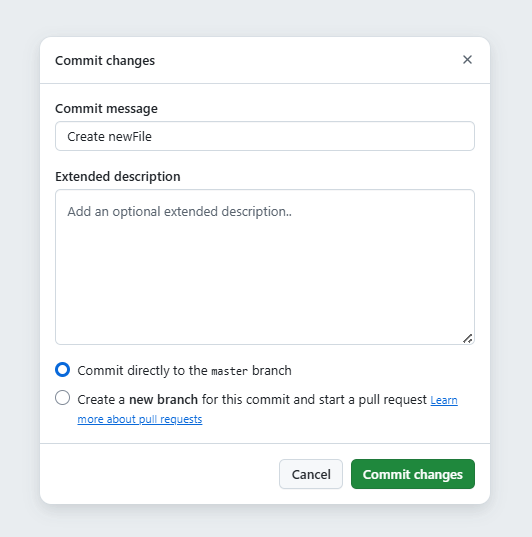 Commit changes
Commit message
Create newFile
Extended description
Add an optional extended description..
Commit directly to the master branch
Create a new branch for this commit and start a pull request Learn
more about pull requests
Cancel
Commit changes